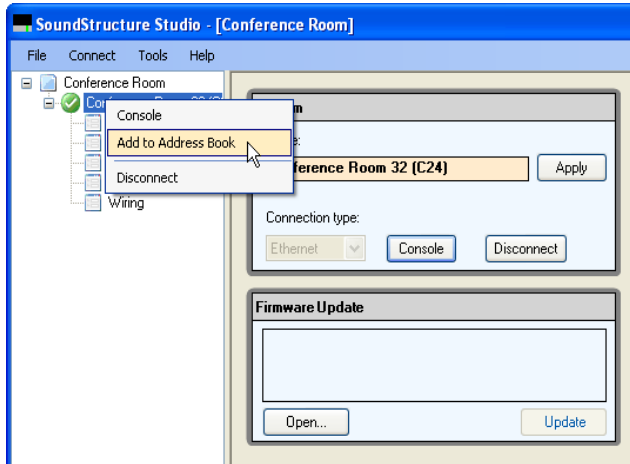 SoundStructure Studio - [Conference Room]
File Connect Tools Help
Conference Room
Console
Add to Address Book
Disconnect
Wiring
ference Room 32 (C24)
Apply
Connection type:
Ethernet
Console
Disconnect
Firmware Update
Open...
Update